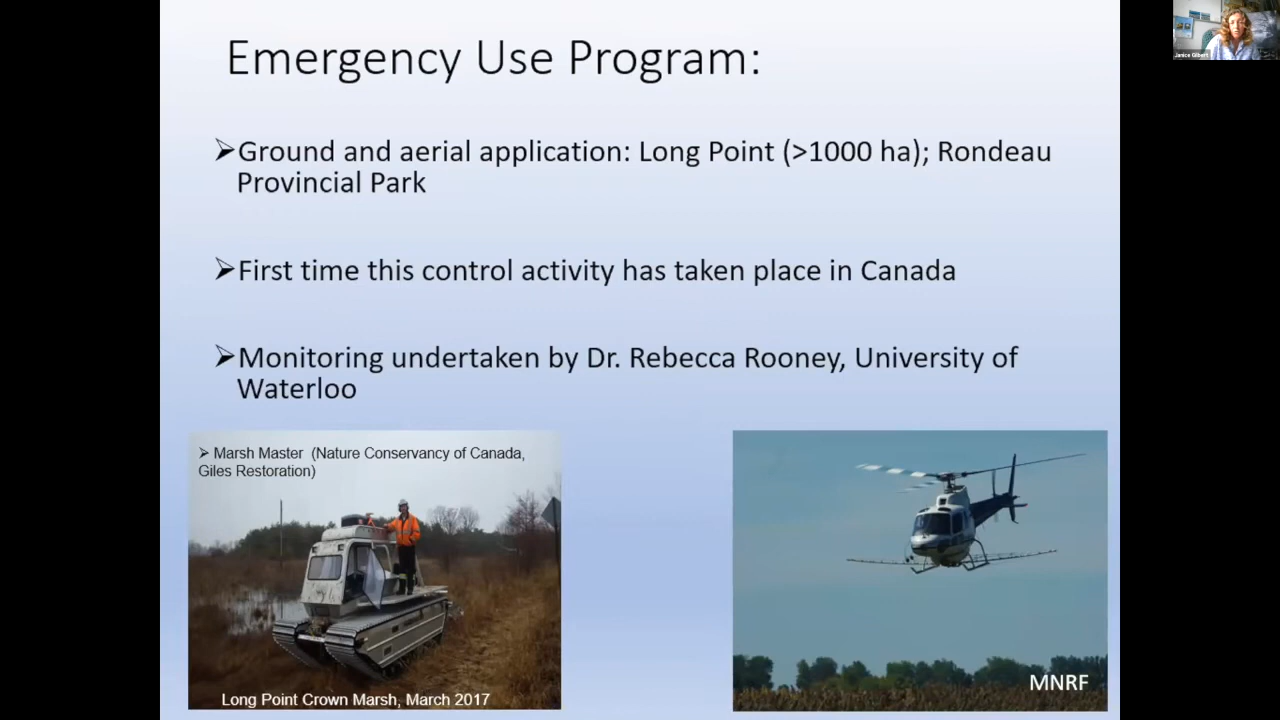 Emergency Use Program:
➢Ground and aerial application: Long Point (>1000 ha); Rondeau
Provincial Park
➢First time this control activity has taken place in Canada
➢Monitoring undertaken by Dr. Rebecca Rooney, University of
Waterloo
➢ Marsh Master (Nature Conservancy of Canada,
Giles Restoration)
Long Point Crown Marsh, March 2017
MNRF
Janice Gilbert